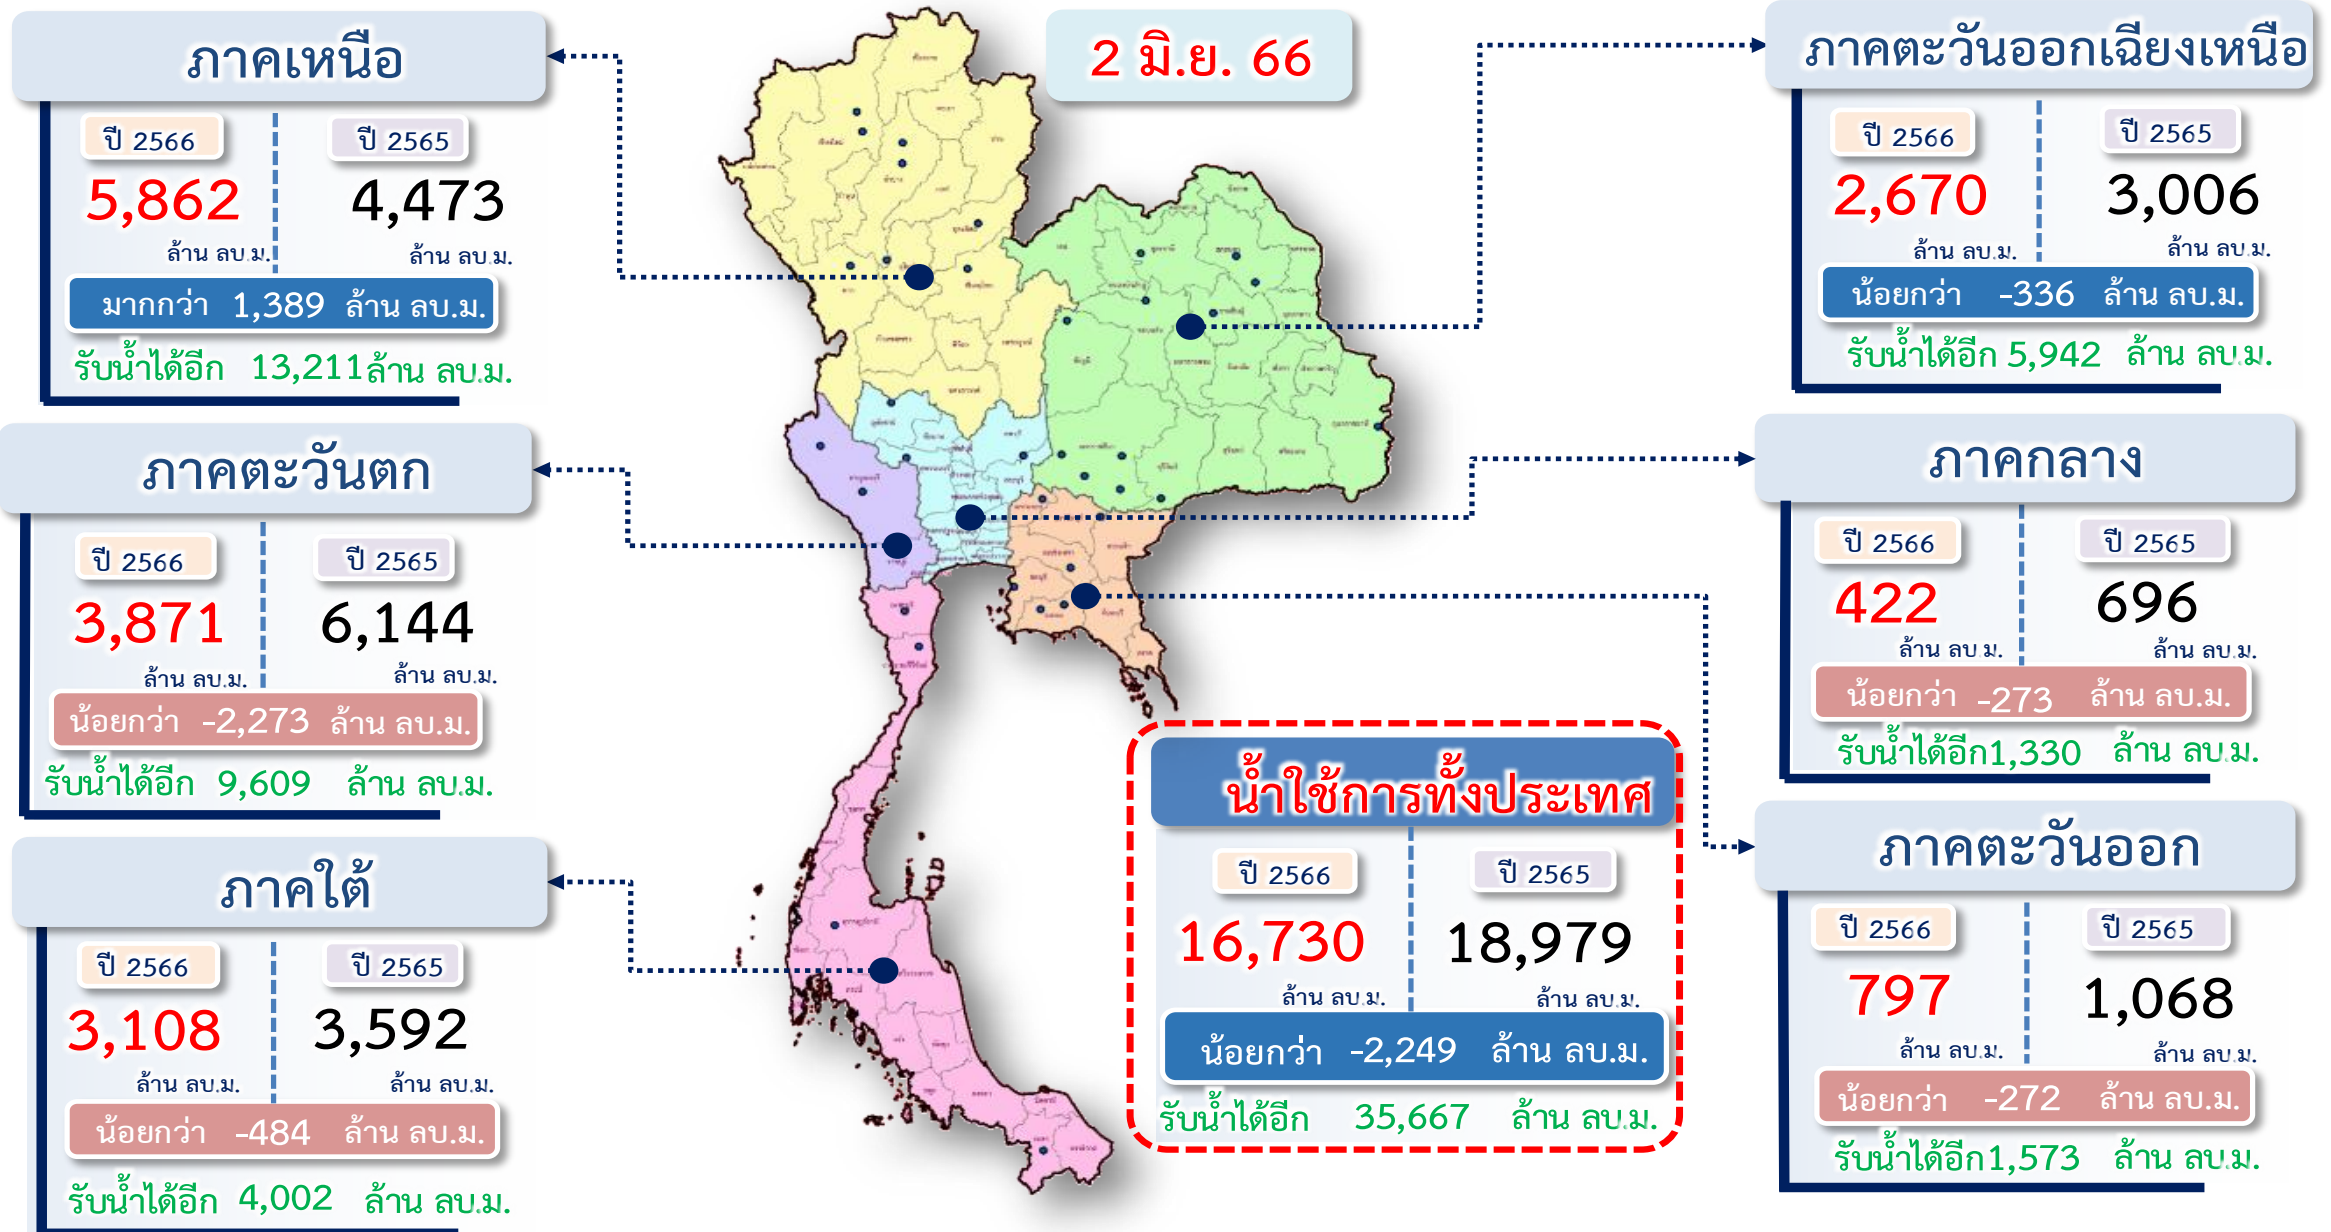 2 มิ.ย. 66
ภาคเหนือ
ปี 2566
ปี 2565
5,862
4,473
ล้าน ลบ.ม.
ล้าน ลบ.ม.
มากกว่า 1,389 ล้าน ลบ.ม.
รับน้ำได้อีก 13,211 ล้าน ลบ.ม.
ภาคตะวันตก
ปี 2566
ปี 2565
3,871
6,144
ล้าน ลบ.ม.
ล้าน ลบ.ม.
น้อยกว่า -2,273 ล้าน ลบ.ม.
รับน้ำได้อีก 9,609 ล้าน ลบ.ม.
ภาคใต้
ปี 2566
ปี 2565
3,108
3,592
ล้าน ลบ.ม.
ล้าน ลบ.ม.
น้อยกว่า -484 ล้าน ลบ.ม.
รับน้ำได้อีก 4,002 ล้าน ลบ.ม.
ภาคตะวันออกเฉียงเหนือ
ปี 2566
ปี 2565
2,670
3,006
ล้าน ลบ.ม.
ล้าน ลบ.ม.
น้อยกว่า -336 ล้าน ลบ.ม.
รับน้ำได้อีก 5,942 ล้าน ลบ.ม.
ภาคกลาง
ปี 2566
ปี 2565
422
696
ล้าน ลบ.ม.
ล้าน ลบ.ม.
น้อยกว่า -273 ล้าน ลบ.ม.
รับน้ำได้อีก1,330 ล้าน ลบ.ม.
ภาคตะวันออก
ปี 2566
ปี 2565
797
1,068
ล้าน ลบ.ม.
ล้าน ลบ.ม.
น้อยกว่า -272 ล้าน ลบ.ม.
รับน้ำได้อีก1,573 ล้าน ลบ.ม.
น้ำใช้การทั้งประเทศ
ปี 2566
ปี 2565
16,730
18,979
ล้าน ลบ.ม.
ล้าน ลบ.ม.
น้อยกว่า -2,249 ล้าน ลบ.ม.
รับน้ำได้อีก 35,667 ล้าน ลบ.ม.